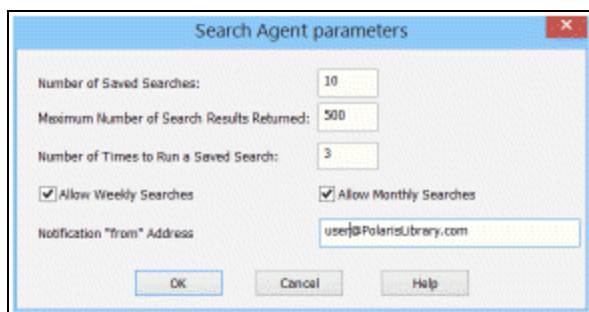 Search Agent parameters
Number of Saved Searches: 10
Maximum Number of Search Results Returned: 500
Number of Times to Run a Saved Search: 3
Allow Weekly Searches Allow Monthly Searches
Notification "from" Address user@PolarisLibrary.com
OK Cancel Help